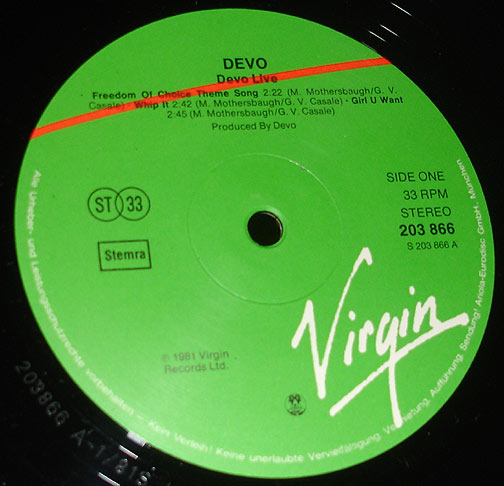 DEVO
Devo Live
Freedom Of Choice Theme Song 2:22 (M. Mothersbaugh/G. V.
Casale) · Whip It 2:42 (M. Mothersbaugh/G. V. Casale) · Girl U Want
2:45 (M. Mothersbaugh/G. V. Casale)
Produced By Devo
ST 33
Stemra
SIDE ONE
33 RPM
STEREO
203 866
S 203 866 A
℗ 1981 Virgin
Records Ltd.
Virgin
Alle Urheber- und Leistungsschutzrechte vorbehalten – Kein Verleih! Keine unerlaubte Vervielfältigung, Vermietung, Aufführung, Sendung! Ariola-Eurodisc GmbH, München
203866 A-1/81